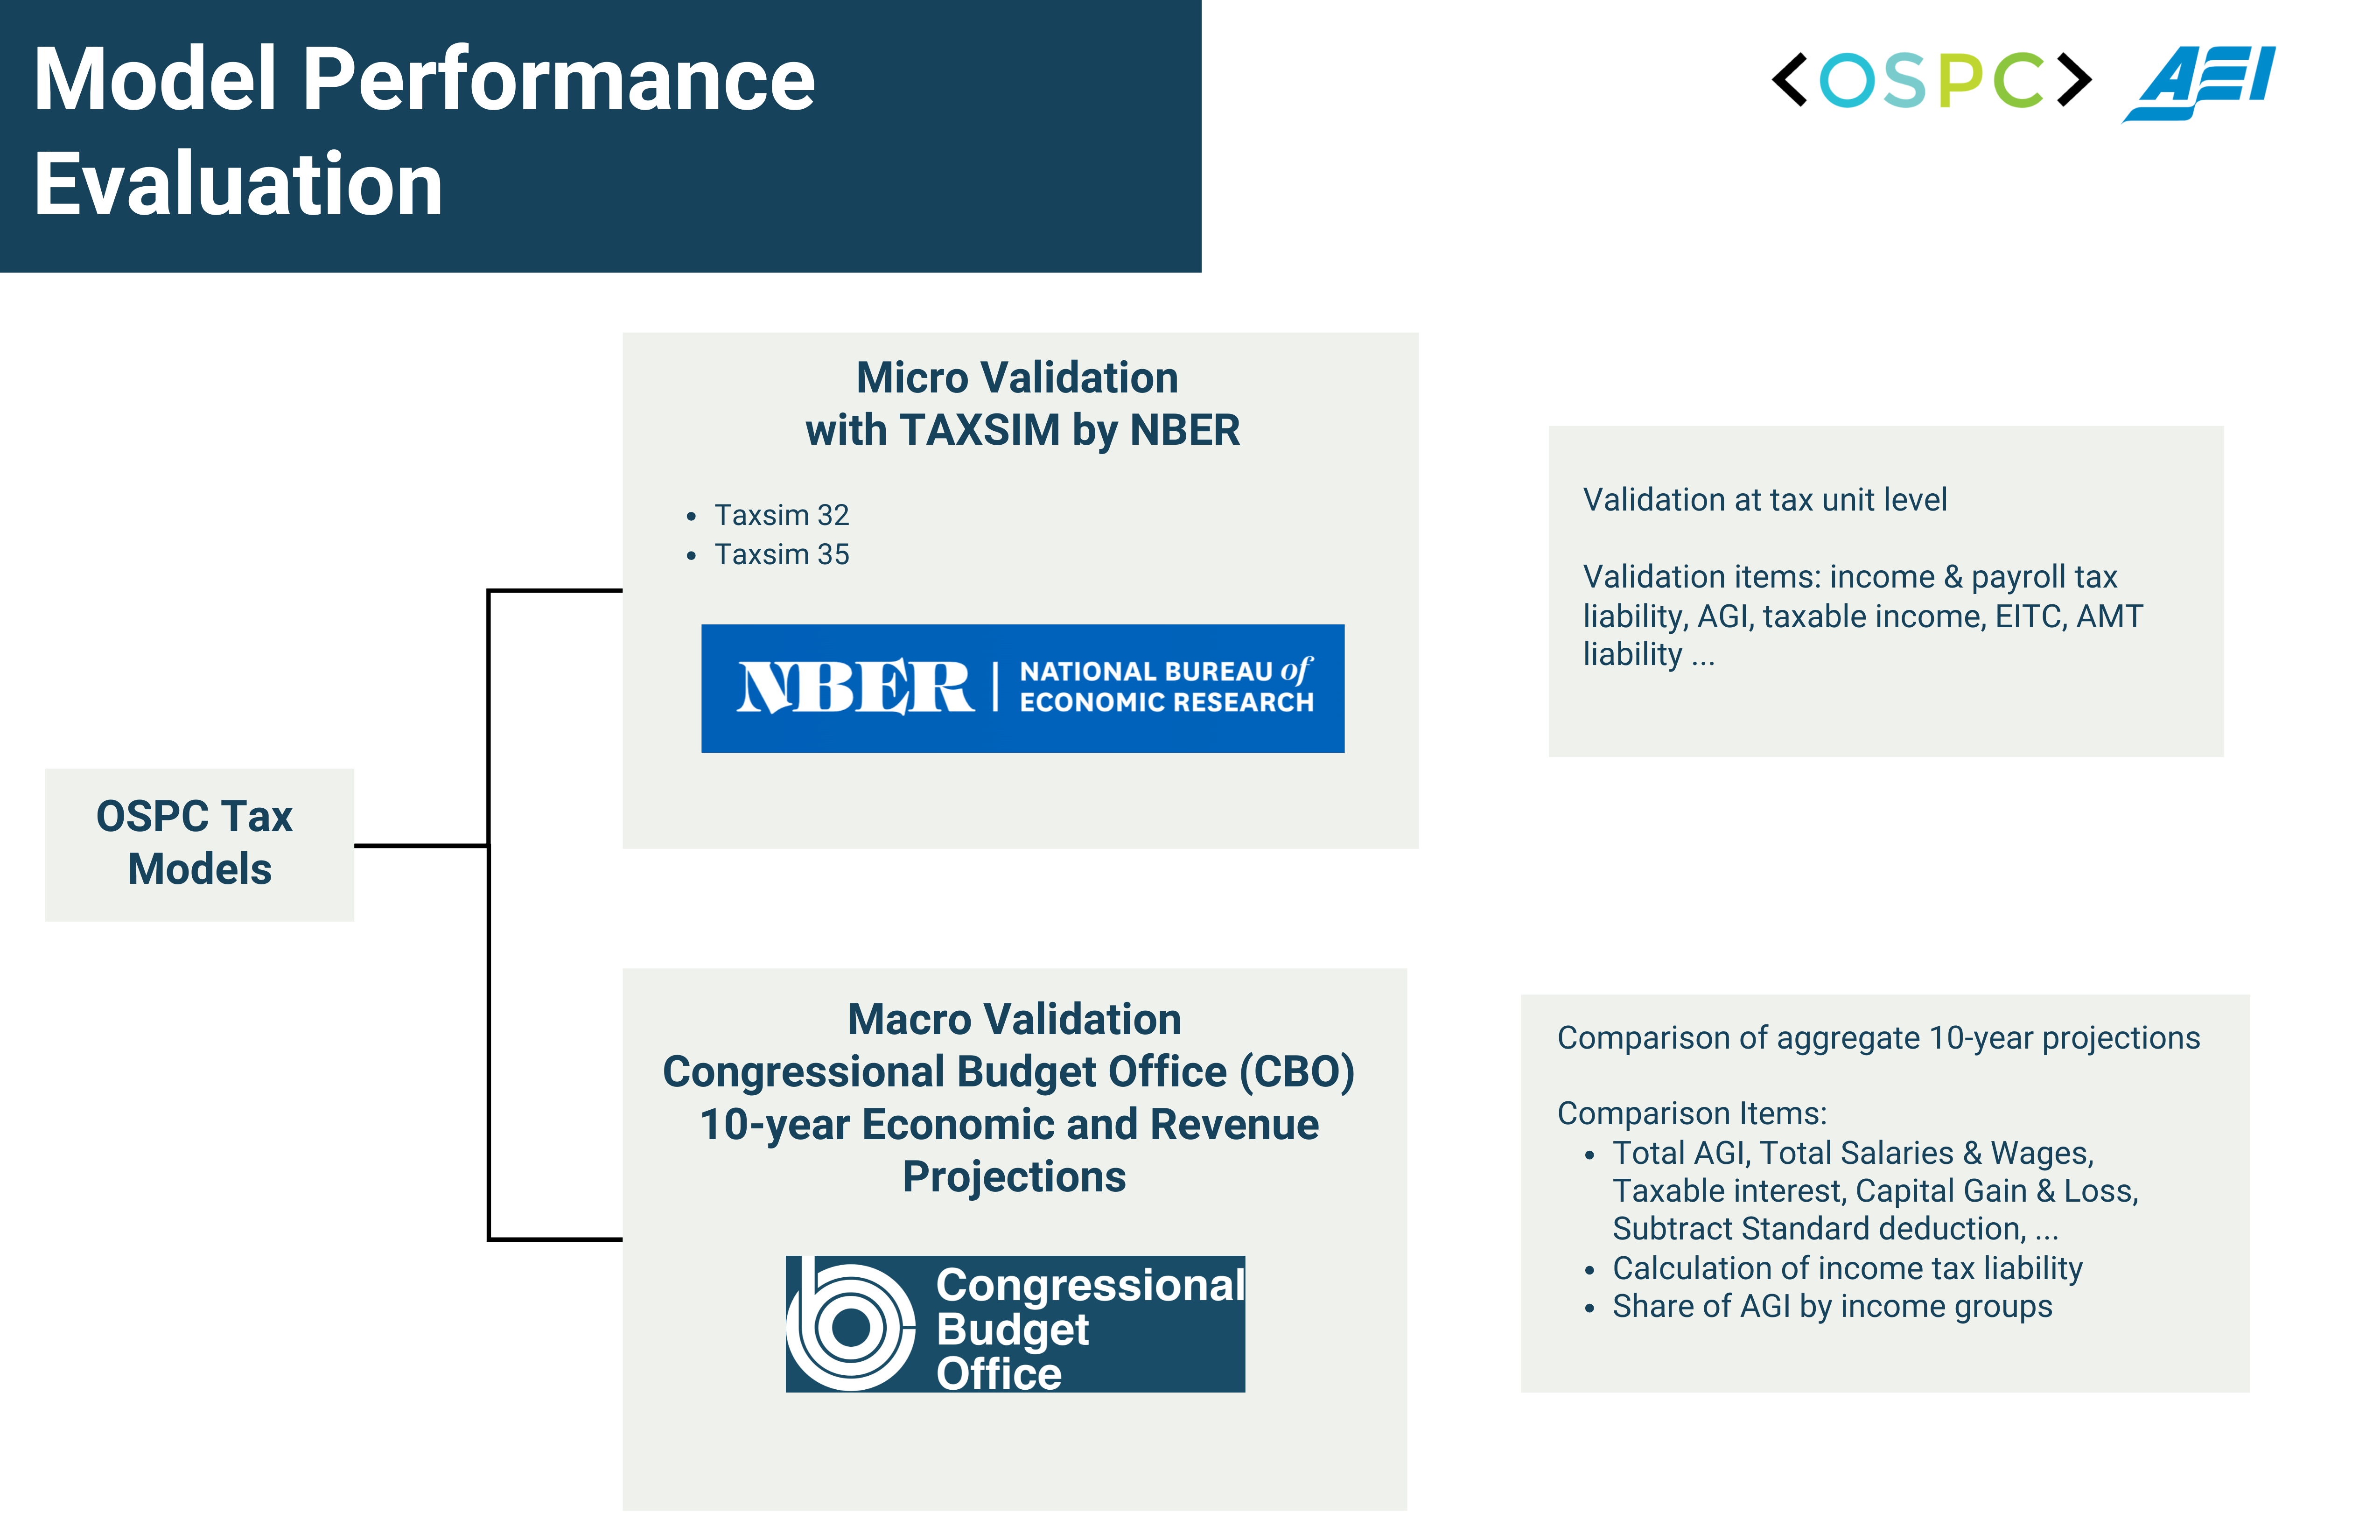 Model Performance
Evaluation
<OSPC>
AEI
Micro Validation
with TAXSIM by NBER
• Taxsim 32
• Taxsim 35
NBER | NATIONAL BUREAU of
ECONOMIC RESEARCH
Validation at tax unit level
Validation items: income & payroll tax
liability, AGI, taxable income, EITC, AMT
liability ...
OSPC Tax
Models
Macro Validation
Congressional Budget Office (CBO)
10-year Economic and Revenue
Projections
Congressional
Budget
Office
Comparison of aggregate 10-year projections
Comparison Items:
• Total AGI, Total Salaries & Wages,
Taxable interest, Capital Gain & Loss,
Subtract Standard deduction, ...
• Calculation of income tax liability
• Share of AGI by income groups